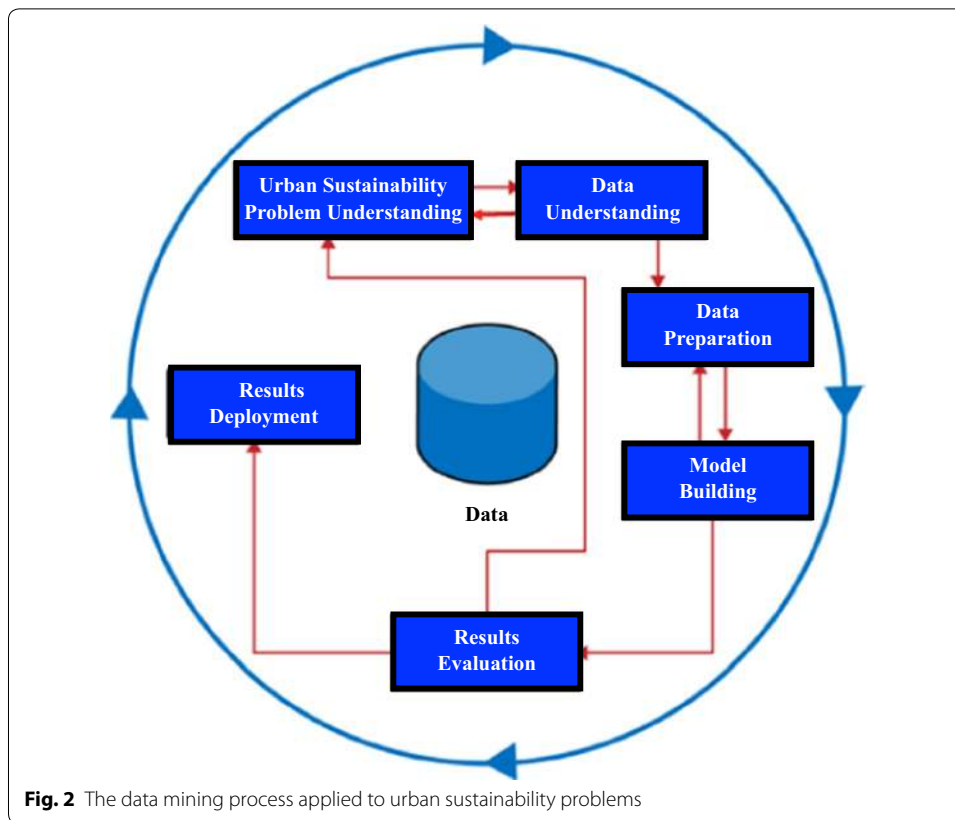 Urban Sustainability
Problem Understanding
Data
Understanding
Data
Preparation
Results
Deployment
Model
Building
Data
Results
Evaluation
Fig. 2 The data mining process applied to urban sustainability problems